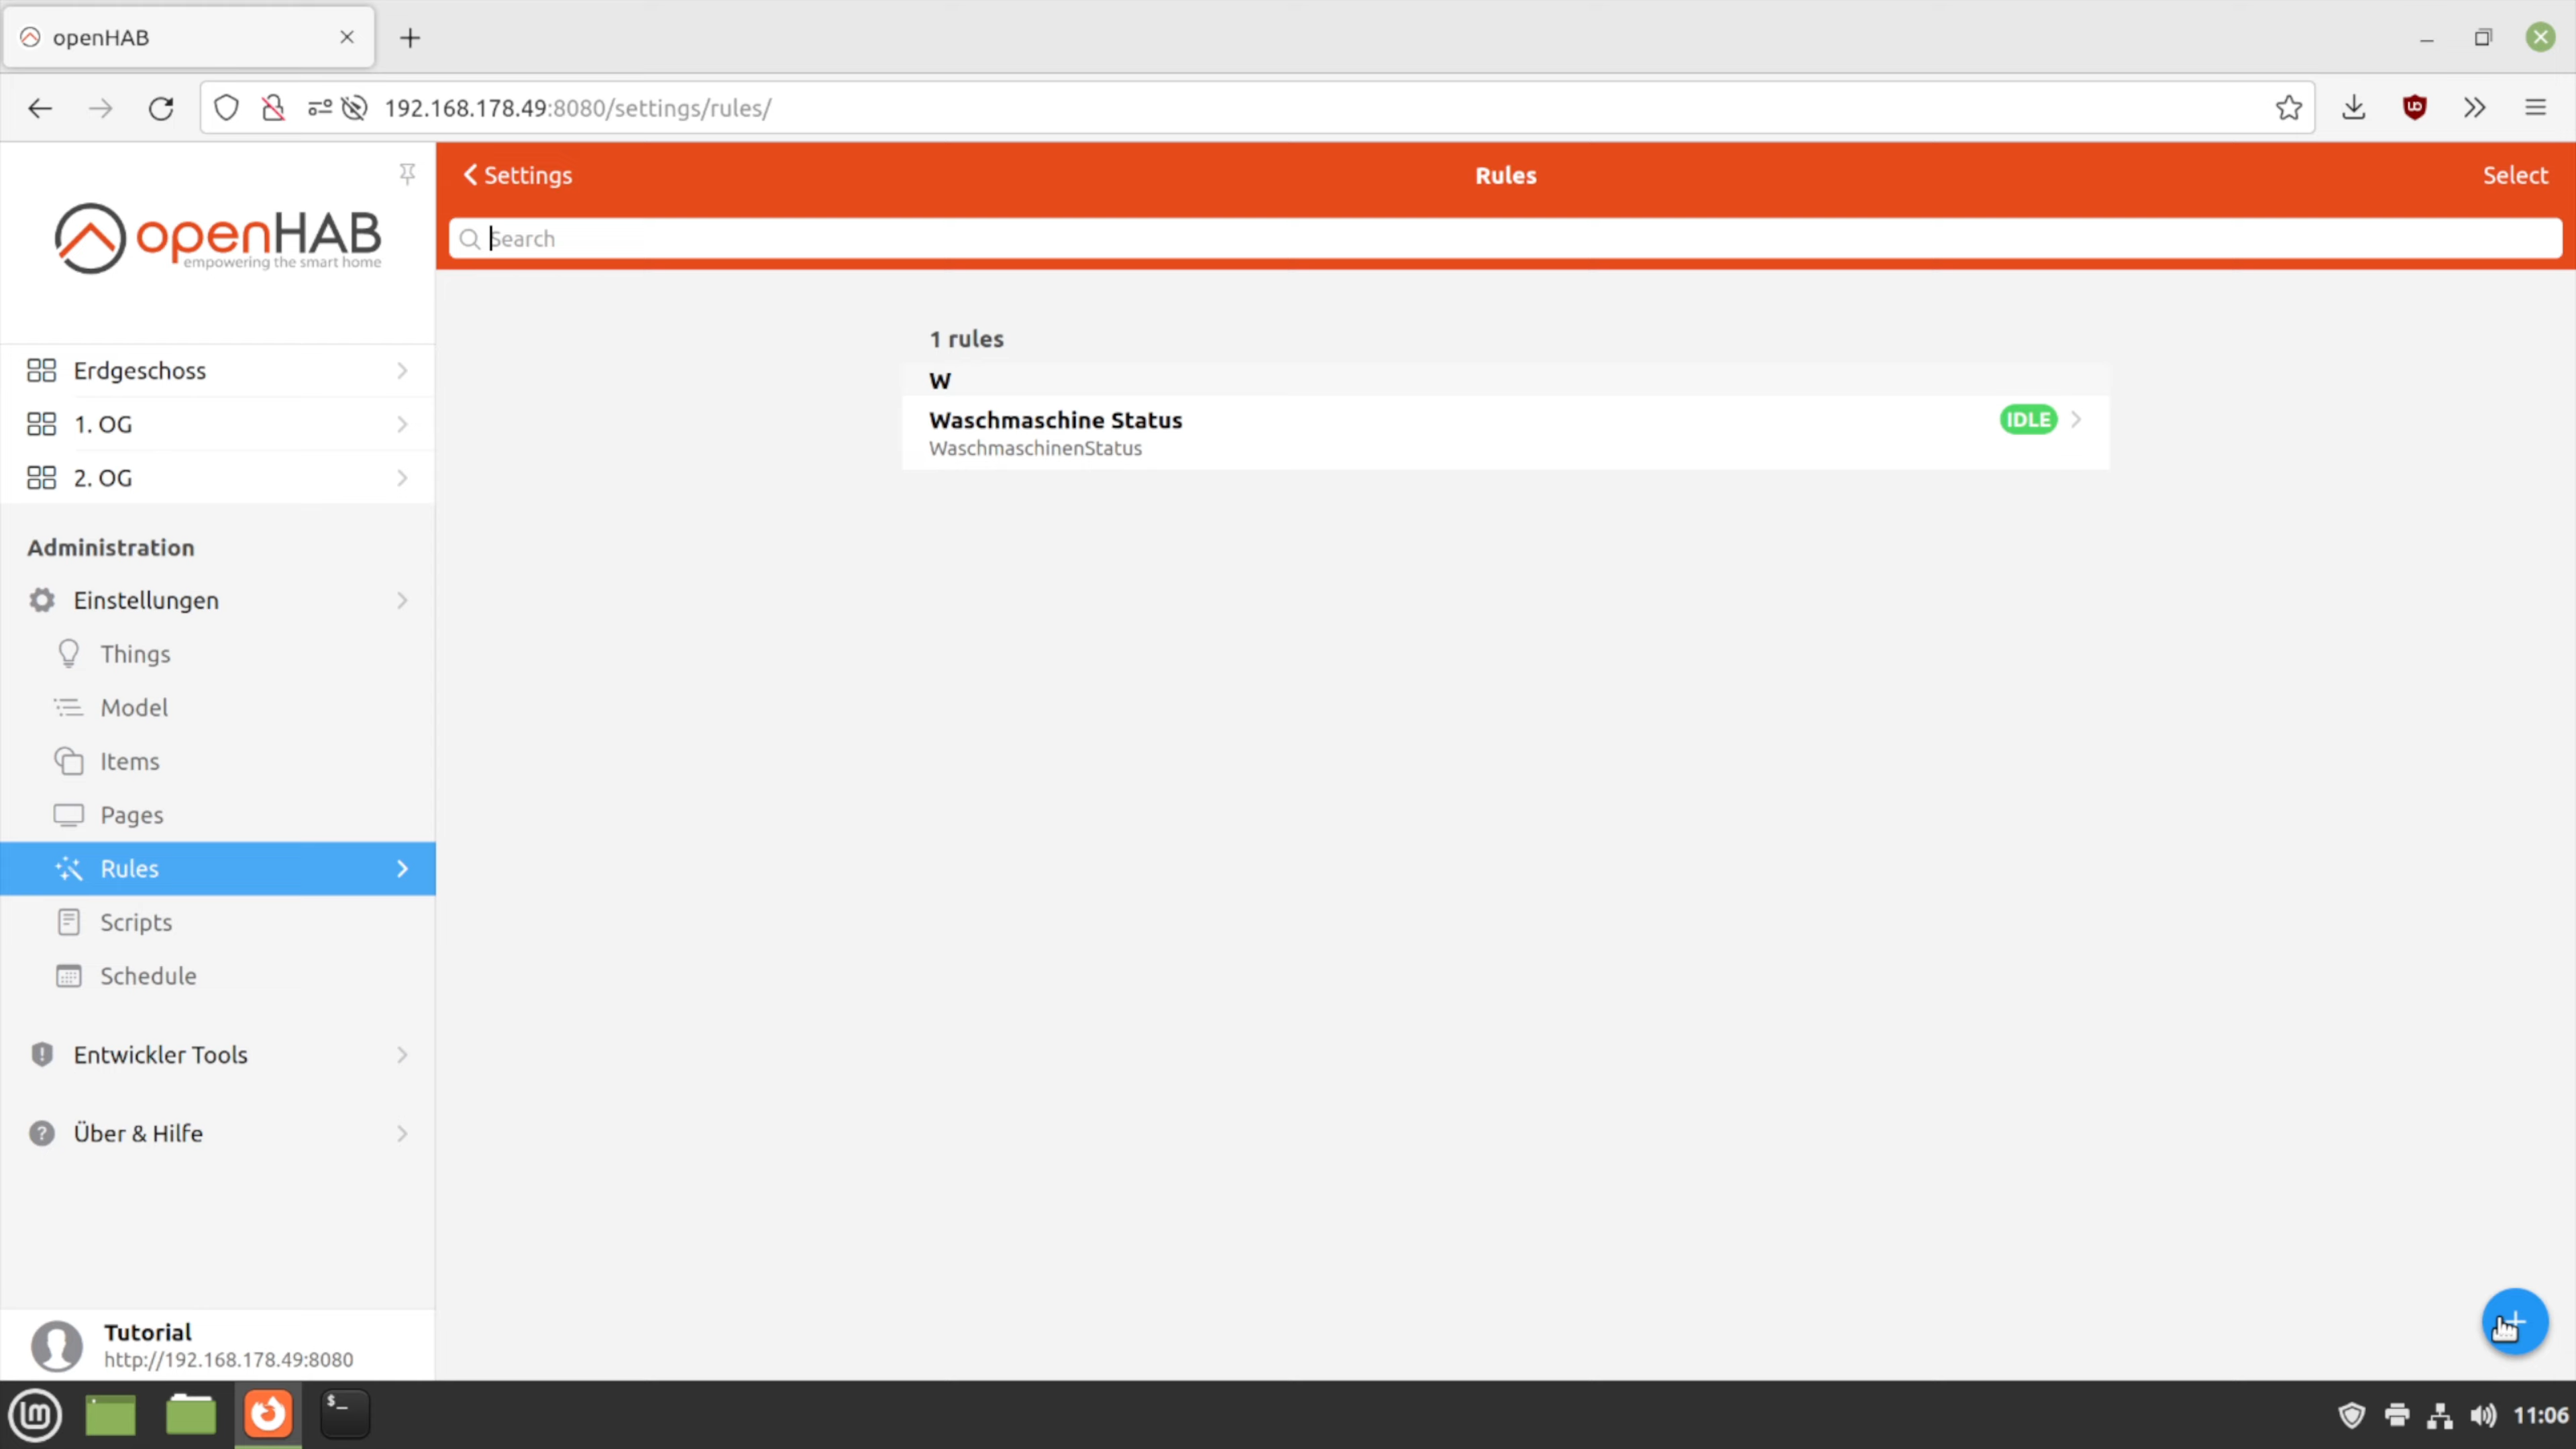 openHAB
192.168.178.49:8080/settings/rules/
openHAB
empowering the smart home
Erdgeschoss
1. OG
2. OG
Administration
Einstellungen
Things
Model
Items
Pages
Rules
Scripts
Schedule
Entwickler Tools
Über & Hilfe
Tutorial
http://192.168.178.49:8080
Settings
Rules
Select
Search
1 rules
W
Waschmaschine Status
IDLE
WaschmaschinenStatus
$_
11:06